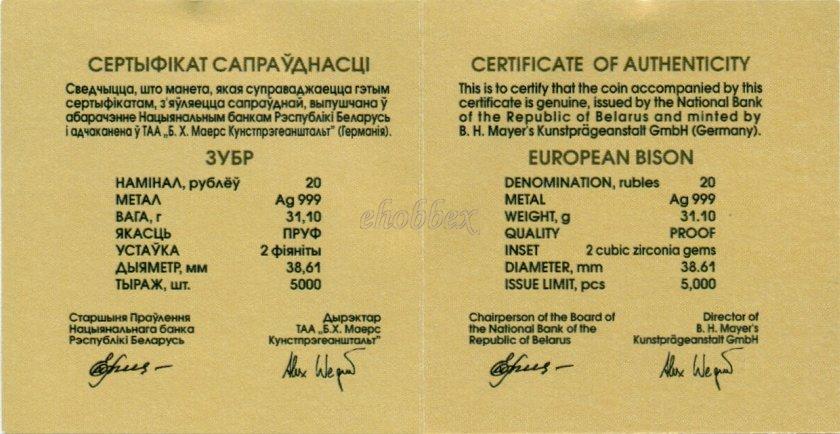 СЕРТЫФІКАТ САПРАЎДНАСЦІ
Сведчыцца, што манета, якая суправаджаецца гэтым
сертыфікатам, з'яўляецца сапраўднай, выпушчана ў
абарачэнне Нацыянальным банкам Рэспублікі Беларусь
і адчаканена ў ТАА „Б. Х. Маерс Кунстпрэгеанштальт" (Германія).
ЗУБР
НАМІНАЛ, рублёў 20
МЕТАЛ Ag 999
ВАГА, г 31,10
ЯКАСЦЬ ПРУФ
УСТАЎКА 2 фіяніты
ДЫЯМЕТР, мм 38,61
ТЫРАЖ, шт. 5000
Старшыня Праўлення
Нацыянальнага банка
Рэспублікі Беларусь
Дырэктар
ТАА „Б.Х. Маерс
Кунстпрэгеанштальт"
CERTIFICATE OF AUTHENTICITY
This is to certify that the coin accompanied by this
certificate is genuine, issued by the National Bank
of the Republic of Belarus and minted by
B. H. Mayer's Kunstprägeanstalt GmbH (Germany).
EUROPEAN BISON
DENOMINATION, rubles 20
METAL Ag 999
WEIGHT, g 31.10
QUALITY PROOF
INSET 2 cubic zirconia gems
DIAMETER, mm 38.61
ISSUE LIMIT, pcs 5,000
Chairperson of the Board of
the National Bank of the
Republic of Belarus
Director of
B. H. Mayer's
Kunstprägeanstalt GmbH
ehobbex